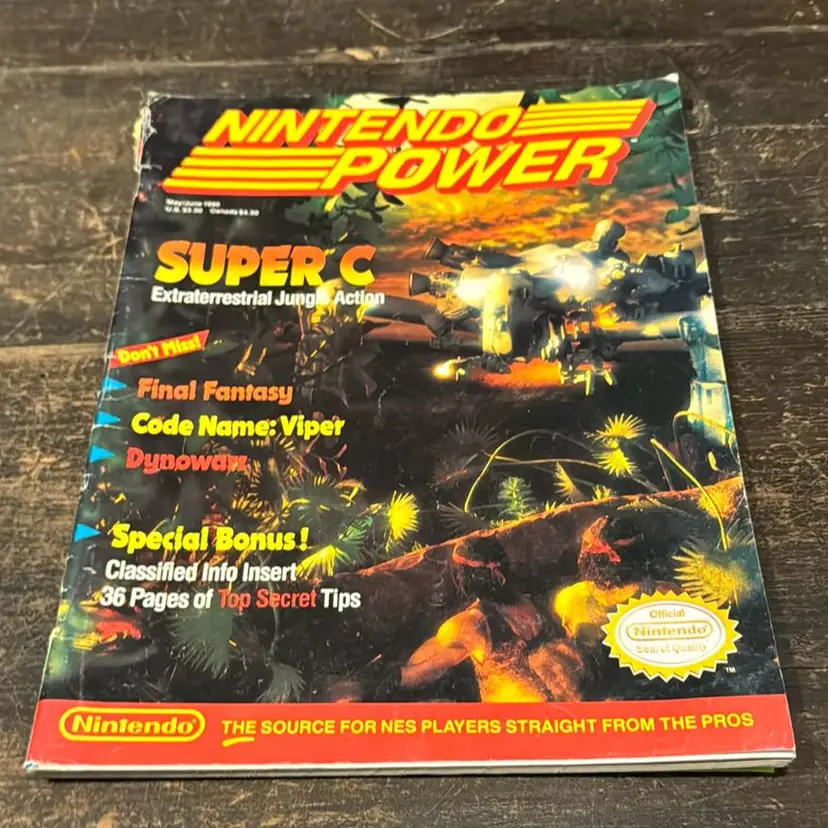 NINTENDO
POWER
May/June 1990
U.S. $3.50 Canada $4.50
SUPER C
Extraterrestrial Jungle Action
Don't Miss!
Final Fantasy
Code Name: Viper
Dynowarz
Special Bonus!
Classified Info Insert
36 Pages of Top Secret Tips
Official
Nintendo
Seal of Quality
TM
Nintendo®
THE SOURCE FOR NES PLAYERS STRAIGHT FROM THE PROS